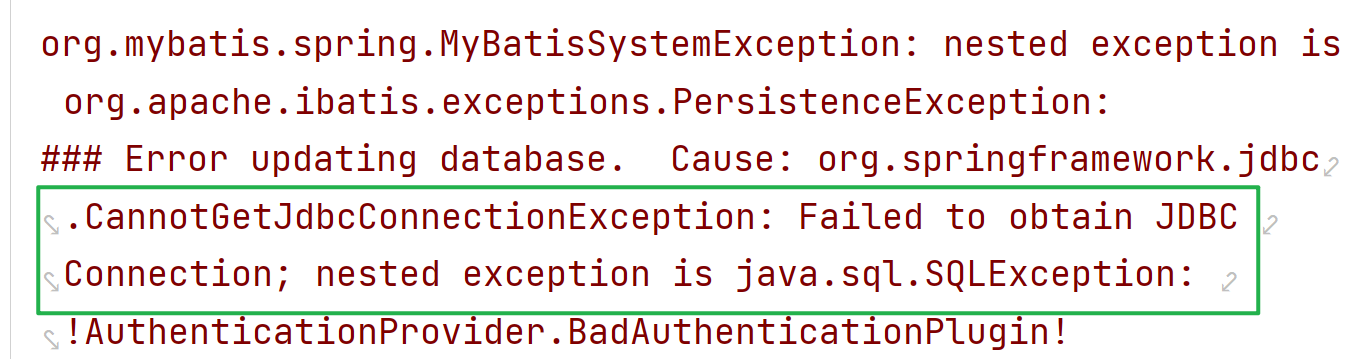 org.mybatis.spring.MyBatisSystemException: nested exception is
org.apache.ibatis.exceptions.PersistenceException:
### Error updating database.  Cause: org.springframework.jdbc
.CannotGetJdbcConnectionException: Failed to obtain JDBC
Connection; nested exception is java.sql.SQLException:
!AuthenticationProvider.BadAuthenticationPlugin!